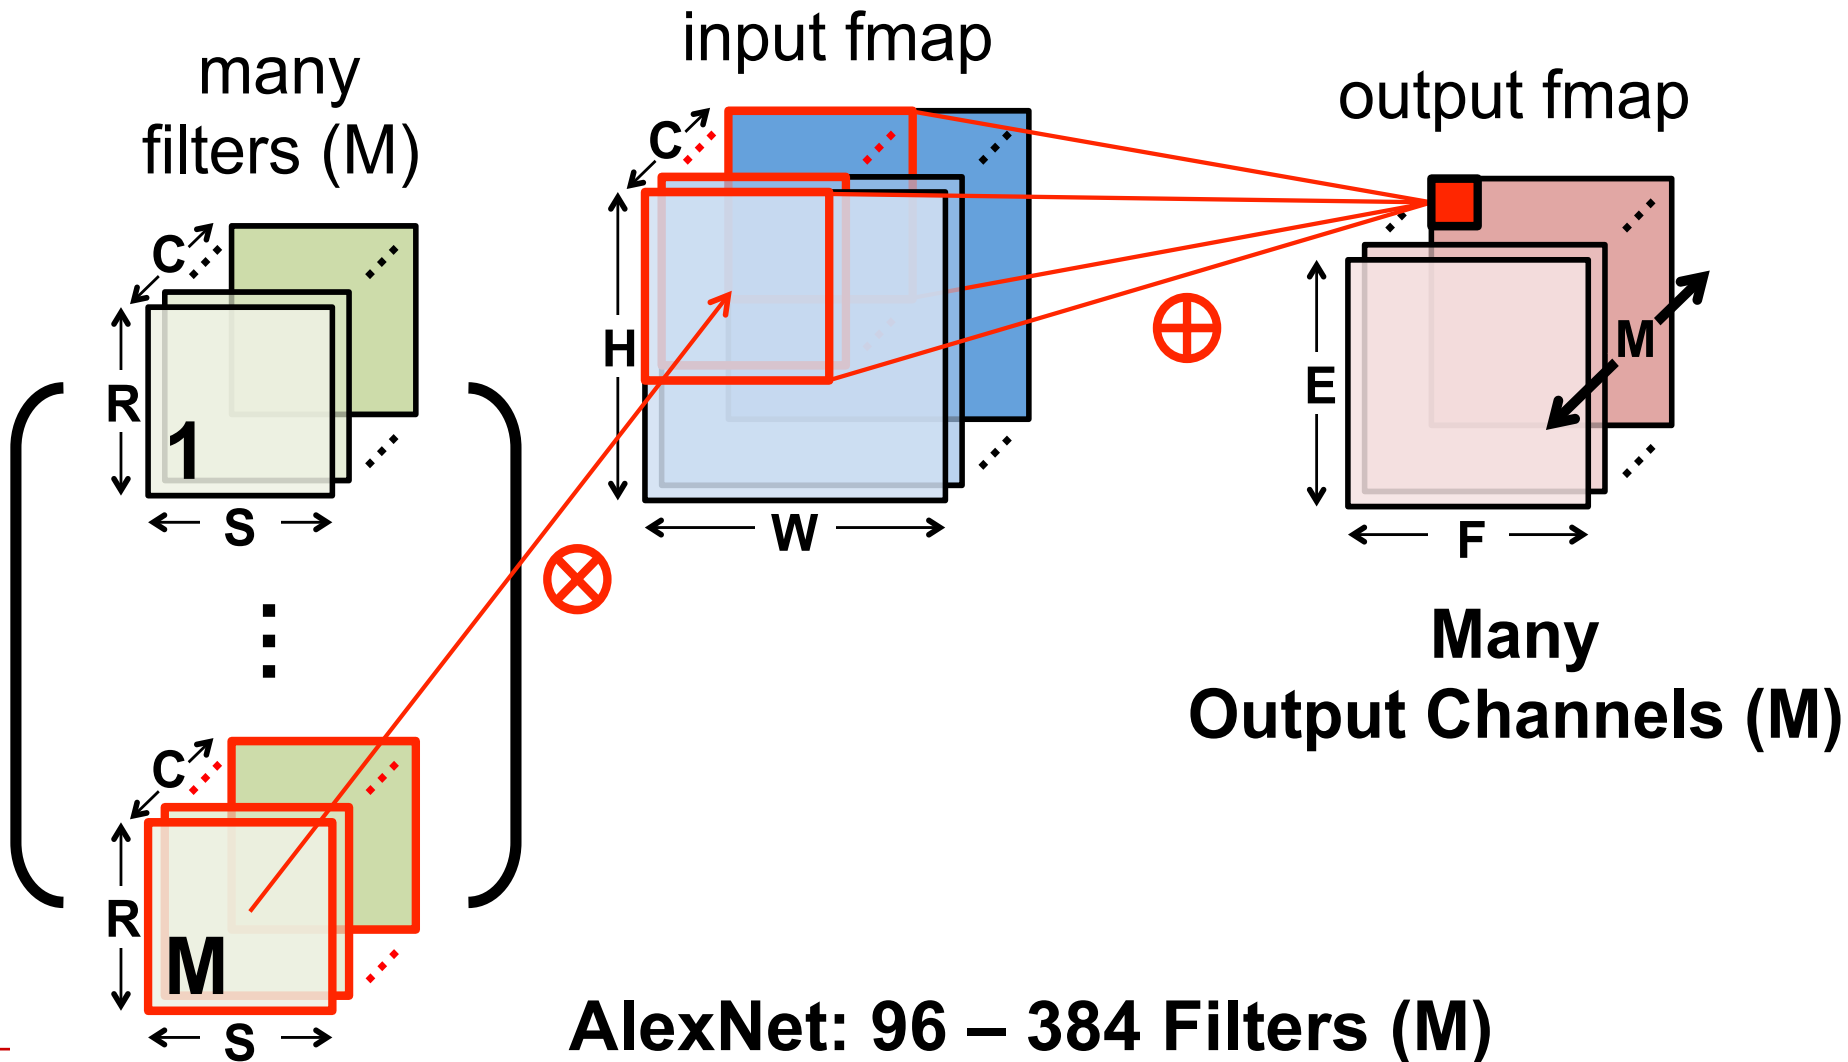 many
filters (M)
C
R
1
S
⋮
C
R
M
S
input fmap
C
H
W
output fmap
E
M
F
Many
Output Channels (M)
AlexNet: 96 – 384 Filters (M)